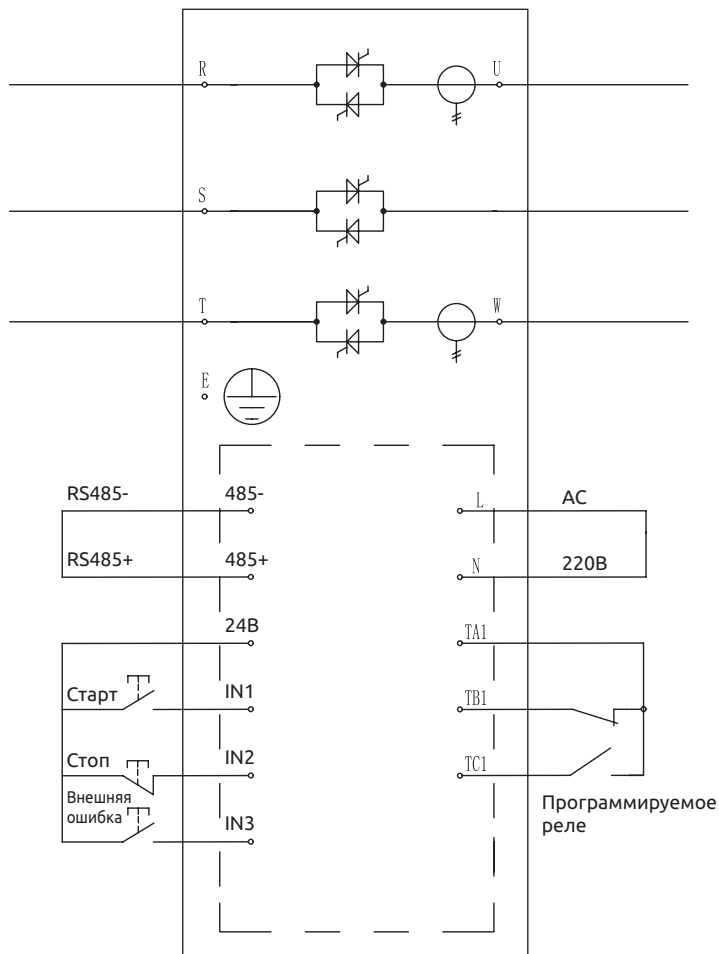 R
U
S
T
W
E
RS485-
485-
L
AC
RS485+
485+
N
220В
24В
TA1
Старт
IN1
TB1
Стоп
IN2
TC1
Внешняя
ошибка
IN3
Программируемое
реле